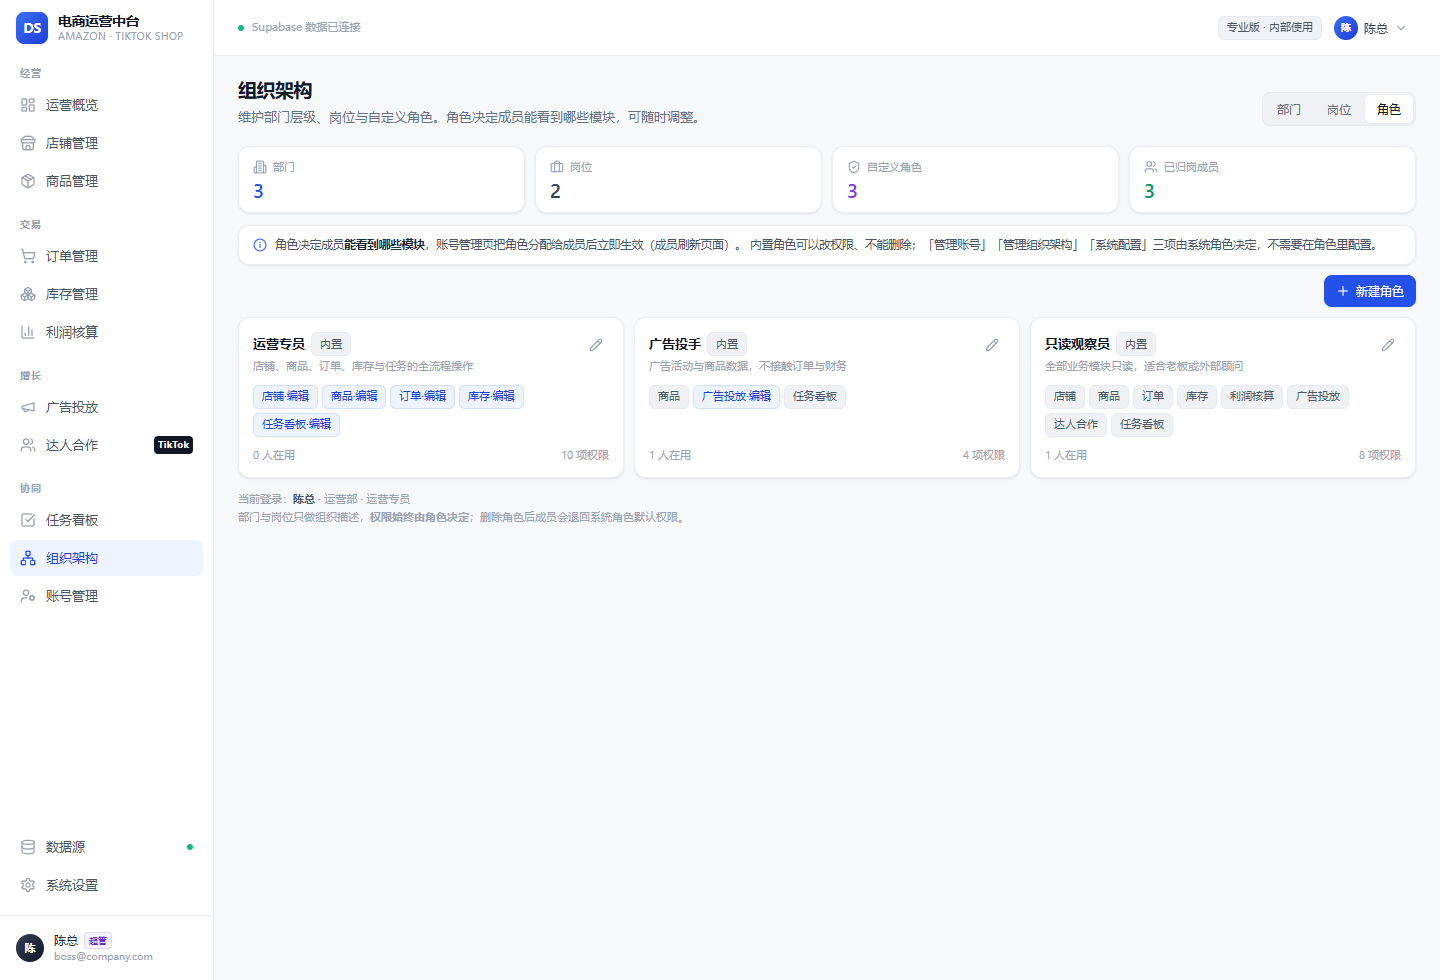 DS
电商运营中台
AMAZON · TIKTOK SHOP
经营
运营概览
店铺管理
商品管理
交易
订单管理
库存管理
利润核算
增长
广告投放
达人合作
TikTok
协同
任务看板
组织架构
账号管理
数据源
系统设置
陈
陈总
超管
boss@company.com
Supabase 数据已连接
专业版 · 内部使用
陈
陈总
组织架构
维护部门层级、岗位与自定义角色。角色决定成员能看到哪些模块，可随时调整。
部门
岗位
角色
部门
3
岗位
2
自定义角色
3
已归岗成员
3
角色决定成员能看到哪些模块，账号管理页把角色分配给成员后立即生效（成员刷新页面）。 内置角色可以改权限、不能删除；「管理账号」「管理组织架构」「系统配置」三项由系统角色决定，不需要在角色里配置。
新建角色
运营专员 内置
店铺、商品、订单、库存与任务的全流程操作
店铺·编辑 商品·编辑 订单·编辑 库存·编辑
任务看板·编辑
0 人在用 10 项权限
广告投手 内置
广告活动与商品数据，不接触订单与财务
商品 广告投放·编辑 任务看板
1 人在用 4 项权限
只读观察员 内置
全部业务模块只读，适合老板或外部顾问
店铺 商品 订单 库存 利润核算 广告投放
达人合作 任务看板
1 人在用 8 项权限
当前登录：陈总 · 运营部 · 运营专员
部门与岗位只做组织描述，权限始终由角色决定；删除角色后成员会退回系统角色默认权限。